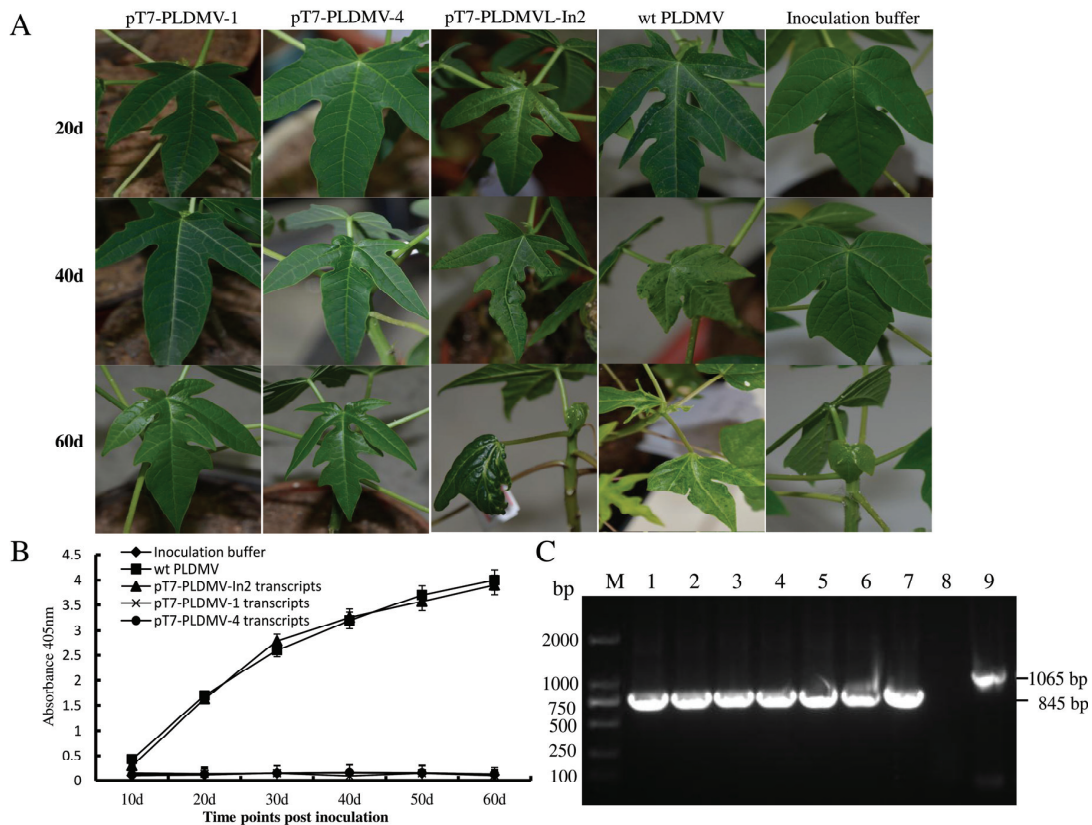 A
pT7-PLDMV-1 pT7-PLDMV-4 pT7-PLDMVL-In2 wt PLDMV Inoculation buffer
20d
40d
60d
B
4.5
4
3.5
3
2.5
2
1.5
1
0.5
0
Absorbance 405nm
Inoculation buffer
wt PLDMV
pT7-PLDMV-In2 transcripts
pT7-PLDMV-1 transcripts
pT7-PLDMV-4 transcripts
10d 20d 30d 40d 50d 60d
Time points post inoculation
C
bp M 1 2 3 4 5 6 7 8 9
2000
1000
750
500
250
100
1065 bp
845 bp